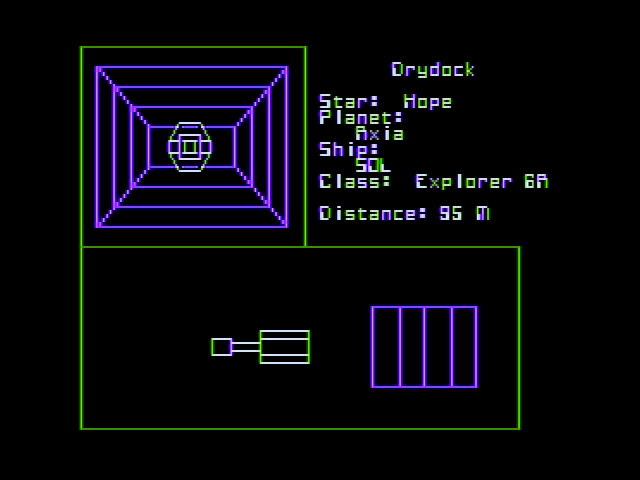 Drydock
Star: Hope
Planet:
Axia
Ship:
SOL
Class: Explorer 6A
Distance: 95 M